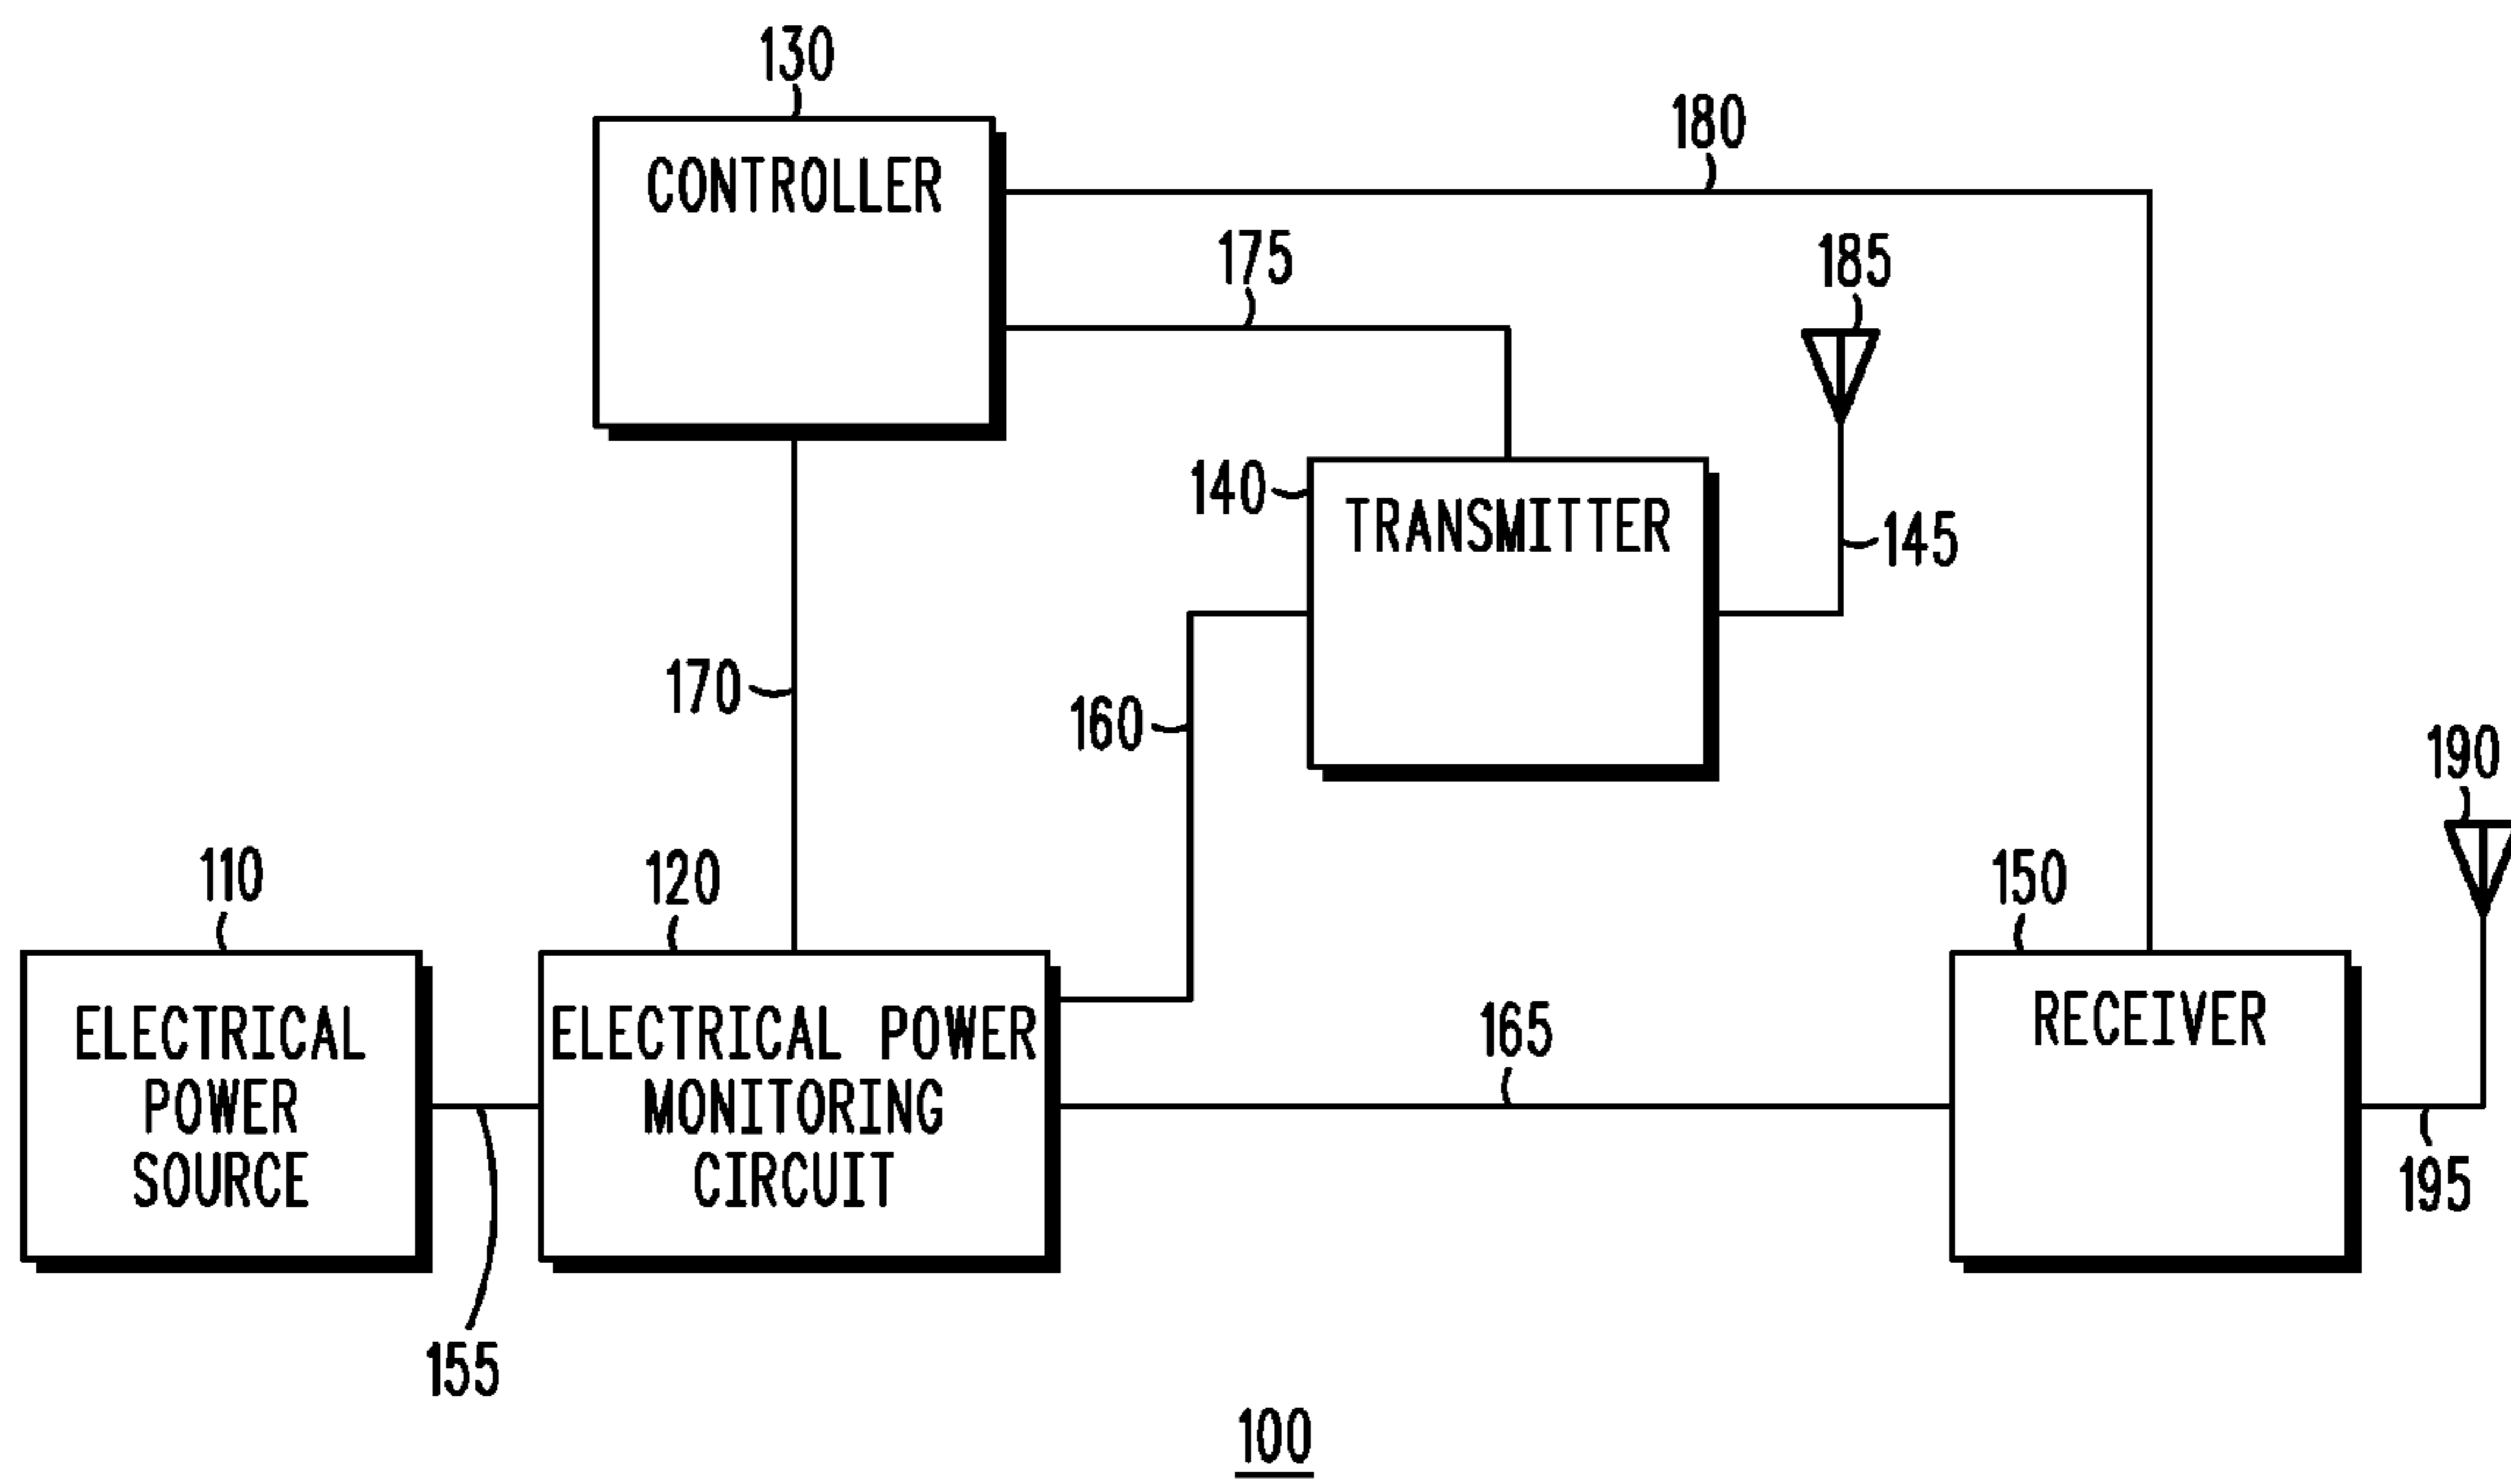 130
CONTROLLER
180
175
185
140
TRANSMITTER
145
170
160
190
110
120
150
ELECTRICAL
POWER
SOURCE
ELECTRICAL POWER
MONITORING
CIRCUIT
165
RECEIVER
195
155
100